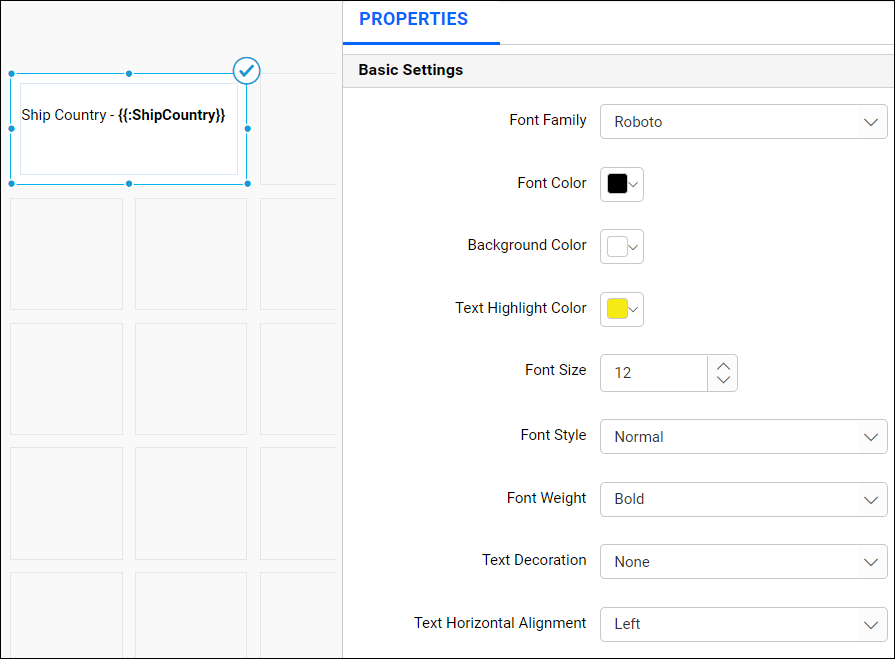 PROPERTIES
Basic Settings
Ship Country - {{:ShipCountry}}
Font Family Roboto
Font Color
Background Color
Text Highlight Color
Font Size 12
Font Style Normal
Font Weight Bold
Text Decoration None
Text Horizontal Alignment Left